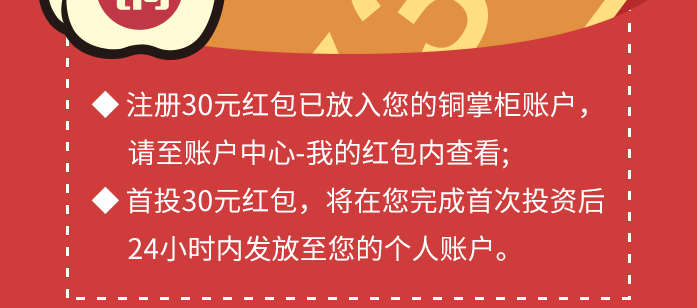 ◆ 注册30元红包已放入您的铜掌柜账户，
请至账户中心-我的红包内查看;
◆ 首投30元红包，将在您完成首次投资后
24小时内发放至您的个人账户。